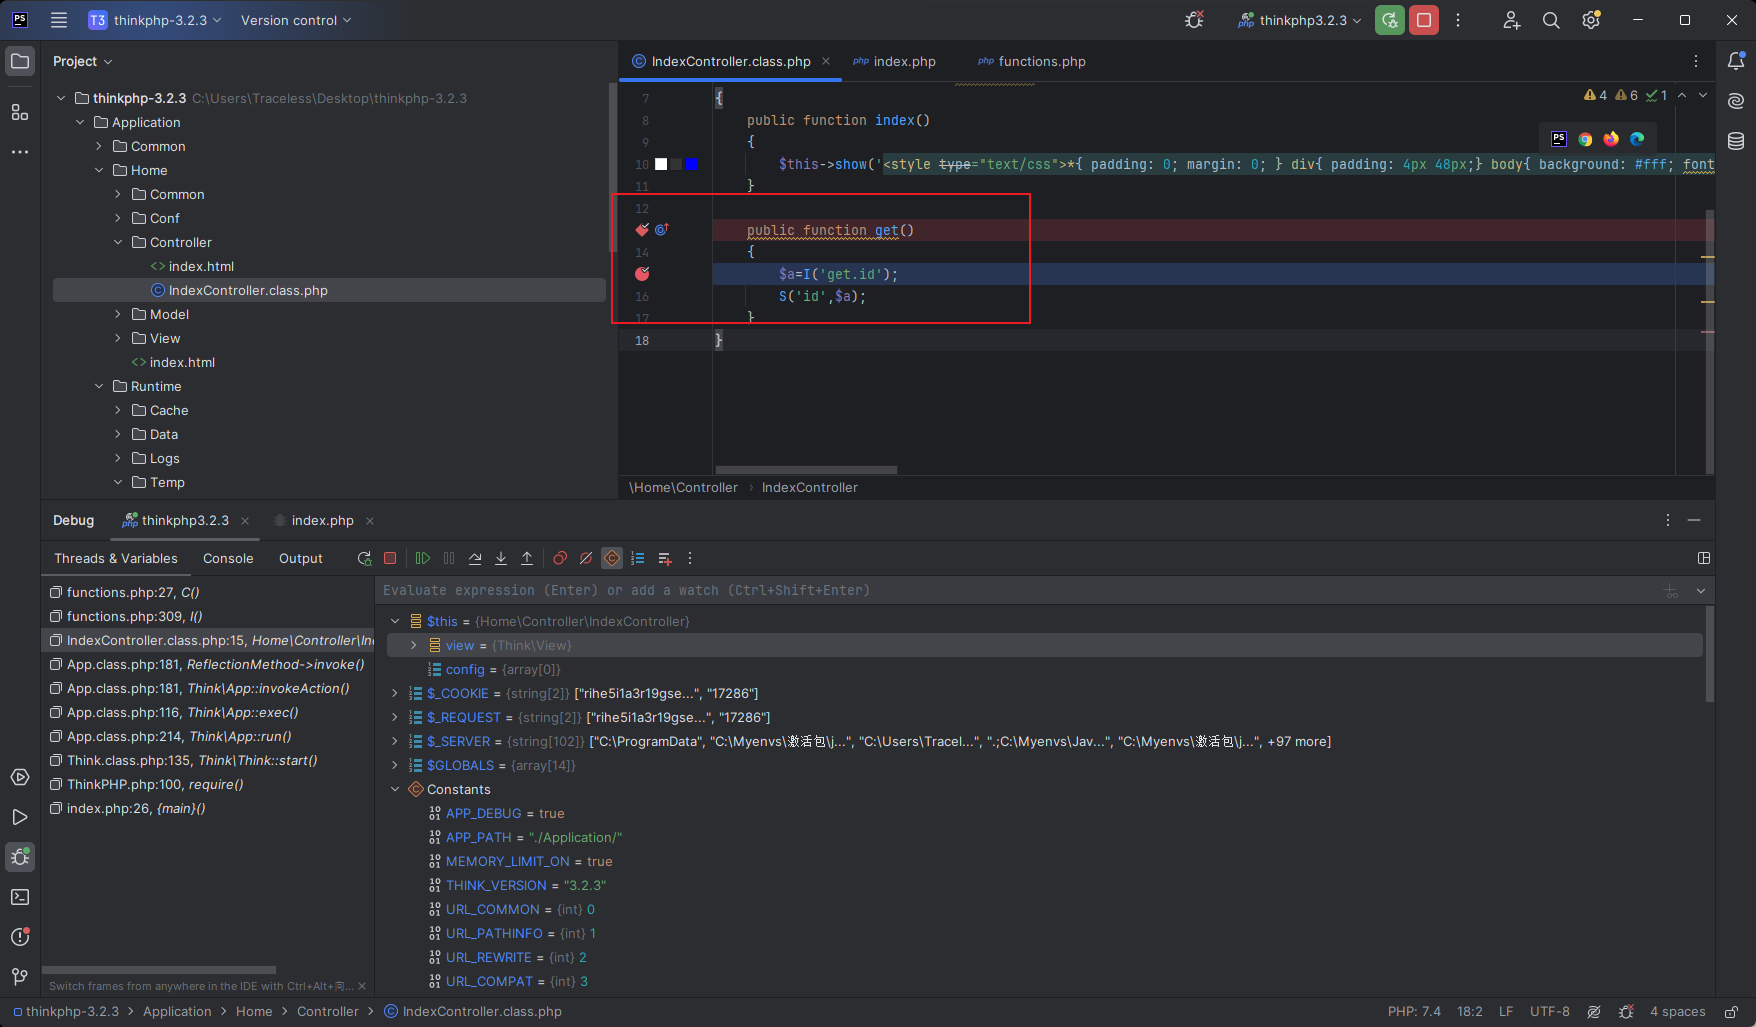 PS T3 thinkphp-3.2.3 Version control php thinkphp3.2.3
Project
thinkphp-3.2.3 C:\Users\Traceless\Desktop\thinkphp-3.2.3
Application
Common
Home
Common
Conf
Controller
<> index.html
C IndexController.class.php
Model
View
<> index.html
Runtime
Cache
Data
Logs
Temp
C IndexController.class.php php index.php php functions.php
4 6 1
PS
7 {
8 public function index()
9 {
10 $this->show('<style type="text/css">*{ padding: 0; margin: 0; } div{ padding: 4px 48px;} body{ background: #fff; font
11 }
12
public function get()
14 {
$a=I('get.id');
16 S('id',$a);
17 }
18 }
\Home\Controller > IndexController
Debug php thinkphp3.2.3 index.php
Threads & Variables Console Output
functions.php:27, C()
functions.php:309, I()
IndexController.class.php:15, Home\Controller\Ind
App.class.php:181, ReflectionMethod->invoke()
App.class.php:181, Think\App::invokeAction()
App.class.php:116, Think\App::exec()
App.class.php:214, Think\App::run()
Think.class.php:135, Think\Think::start()
ThinkPHP.php:100, require()
index.php:26, {main}()
Switch frames from anywhere in the IDE with Ctrl+Alt+向...
Evaluate expression (Enter) or add a watch (Ctrl+Shift+Enter)
$this = {Home\Controller\IndexController}
view = {Think\View}
config = {array[0]}
$_COOKIE = {string[2]} ["rihe5i1a3r19gse...", "17286"]
$_REQUEST = {string[2]} ["rihe5i1a3r19gse...", "17286"]
$_SERVER = {string[102]} ["C:\ProgramData", "C:\Myenvs\激活包\j...", "C:\Users\Tracel...", ".;C:\Myenvs\Jav...", "C:\Myenvs\激活包\j...", +97 more]
$GLOBALS = {array[14]}
Constants
APP_DEBUG = true
APP_PATH = "./Application/"
MEMORY_LIMIT_ON = true
THINK_VERSION = "3.2.3"
URL_COMMON = {int} 0
URL_PATHINFO = {int} 1
URL_REWRITE = {int} 2
URL_COMPAT = {int} 3
thinkphp-3.2.3 > Application > Home > Controller > C IndexController.class.php PHP: 7.4 18:2 LF UTF-8 4 spaces